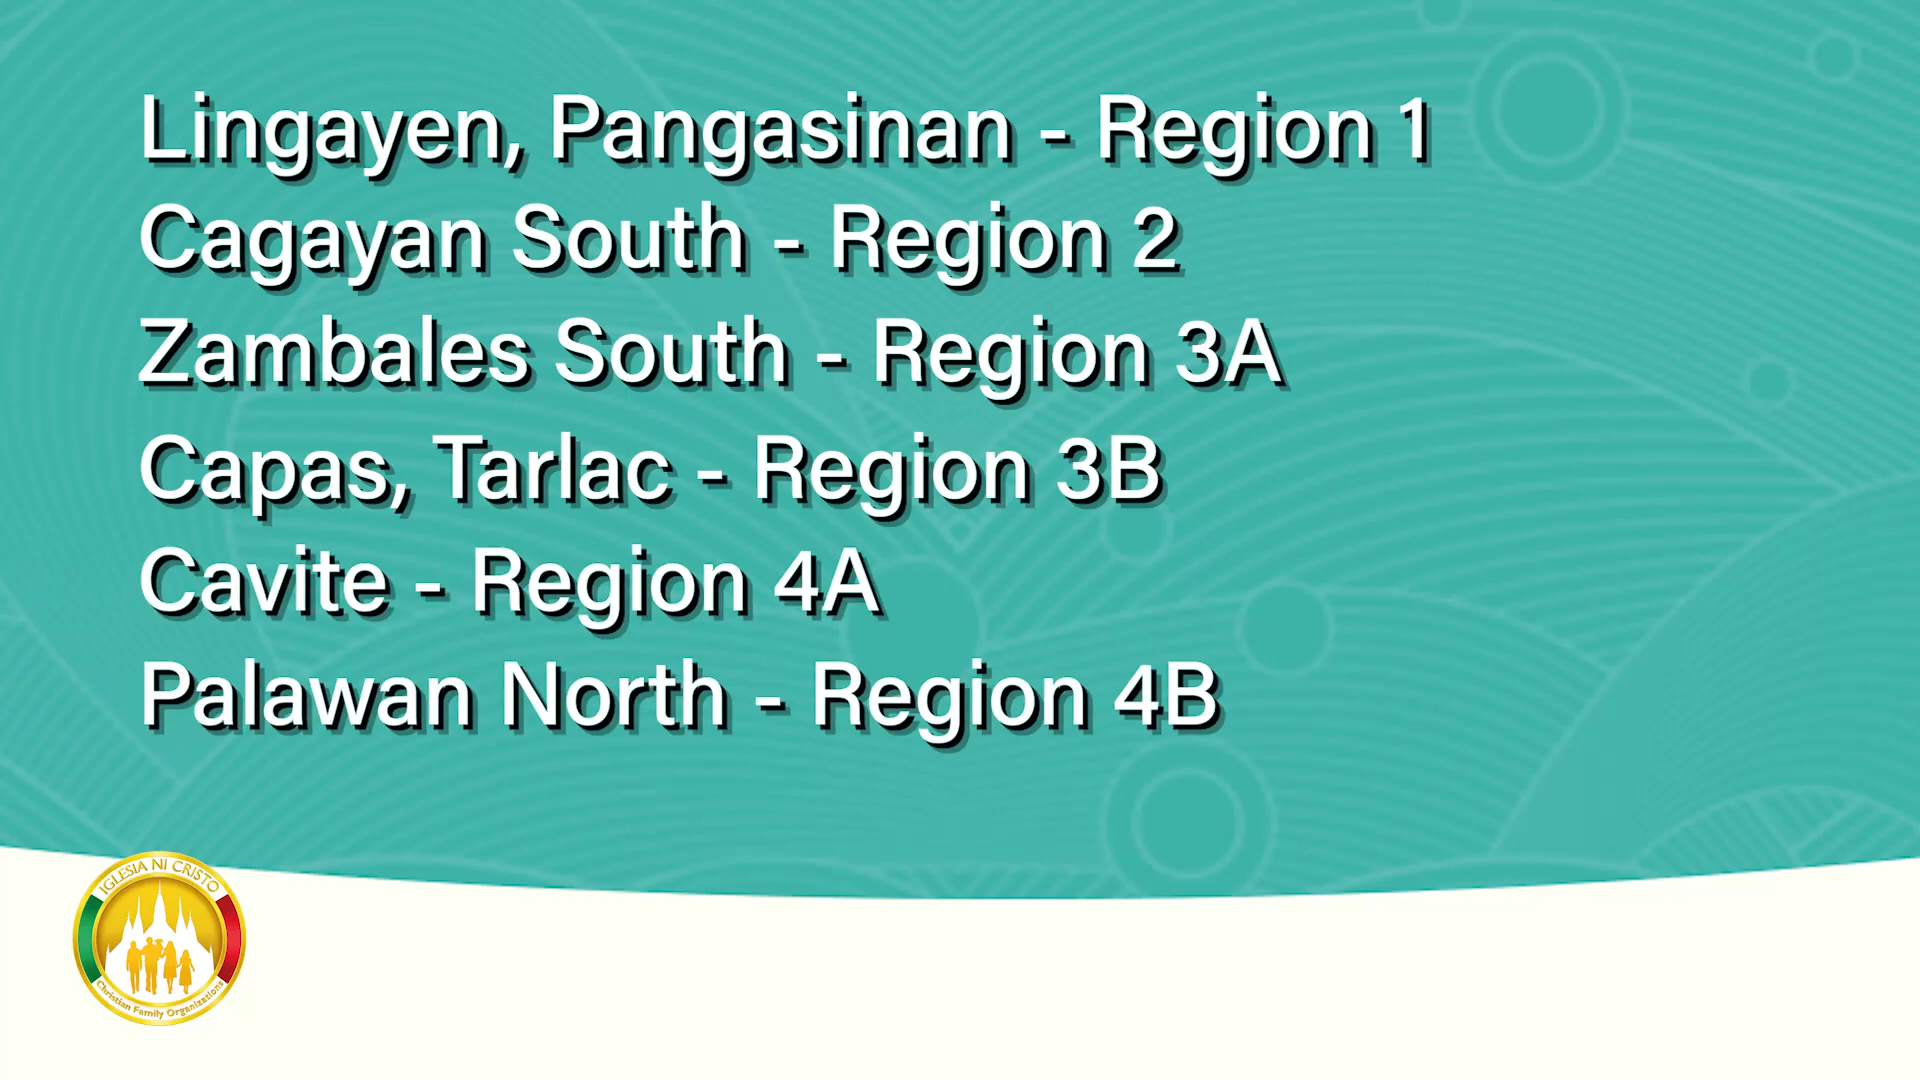 Lingayen, Pangasinan - Region 1
Cagayan South - Region 2
Zambales South - Region 3A
Capas, Tarlac - Region 3B
Cavite - Region 4A
Palawan North - Region 4B
IGLESIA NI CRISTO
Christian Family Organizations